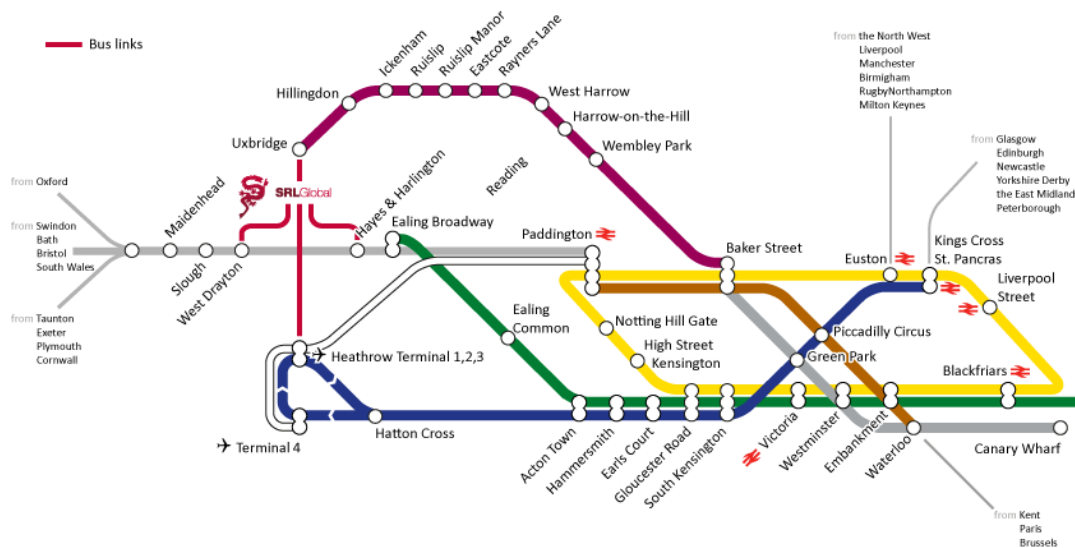 Bus links
Ickenham
Ruislip
Ruislip Manor
Eastcote
Rayners Lane
Hillingdon
West Harrow
Harrow-on-the-Hill
Wembley Park
Uxbridge
from the North West
Liverpool
Manchester
Birmigham
RugbyNorthampton
Milton Keynes
from Glasgow
Edinburgh
Newcastle
Yorkshire Derby
the East Midland
Peterborough
from Oxford
from Swindon
Bath
Bristol
South Wales
from Taunton
Exeter
Plymouth
Cornwall
Maidenhead
Slough
West Drayton
SRLGlobal
Hayes & Harlington
Reading
Ealing Broadway
Paddington
Baker Street
Euston
Kings Cross
St. Pancras
Liverpool
Street
Ealing
Common
Notting Hill Gate
High Street
Kensington
Piccadilly Circus
Green Park
Blackfriars
Heathrow Terminal 1,2,3
Terminal 4
Hatton Cross
Acton Town
Hammersmith
Earls Court
Gloucester Road
South Kensington
Victoria
Westminster
Embankment
Waterloo
Canary Wharf
from Kent
Paris
Brussels